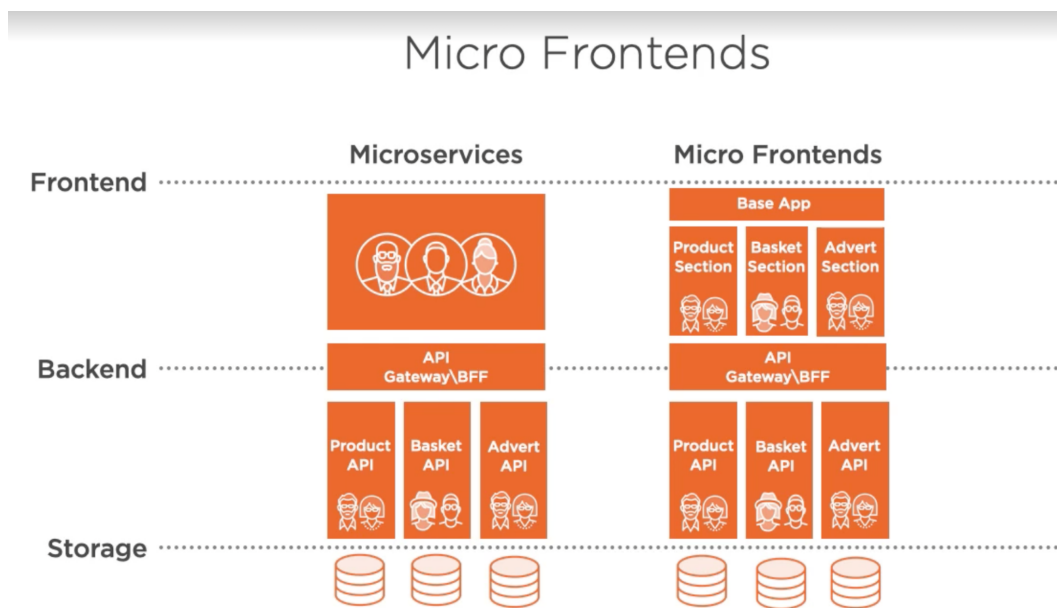 Micro Frontends
Microservices
Micro Frontends
Frontend
Base App
Product
Section
Basket
Section
Advert
Section
Backend
API
Gateway\BFF
API
Gateway\BFF
Product
API
Basket
API
Advert
API
Product
API
Basket
API
Advert
API
Storage